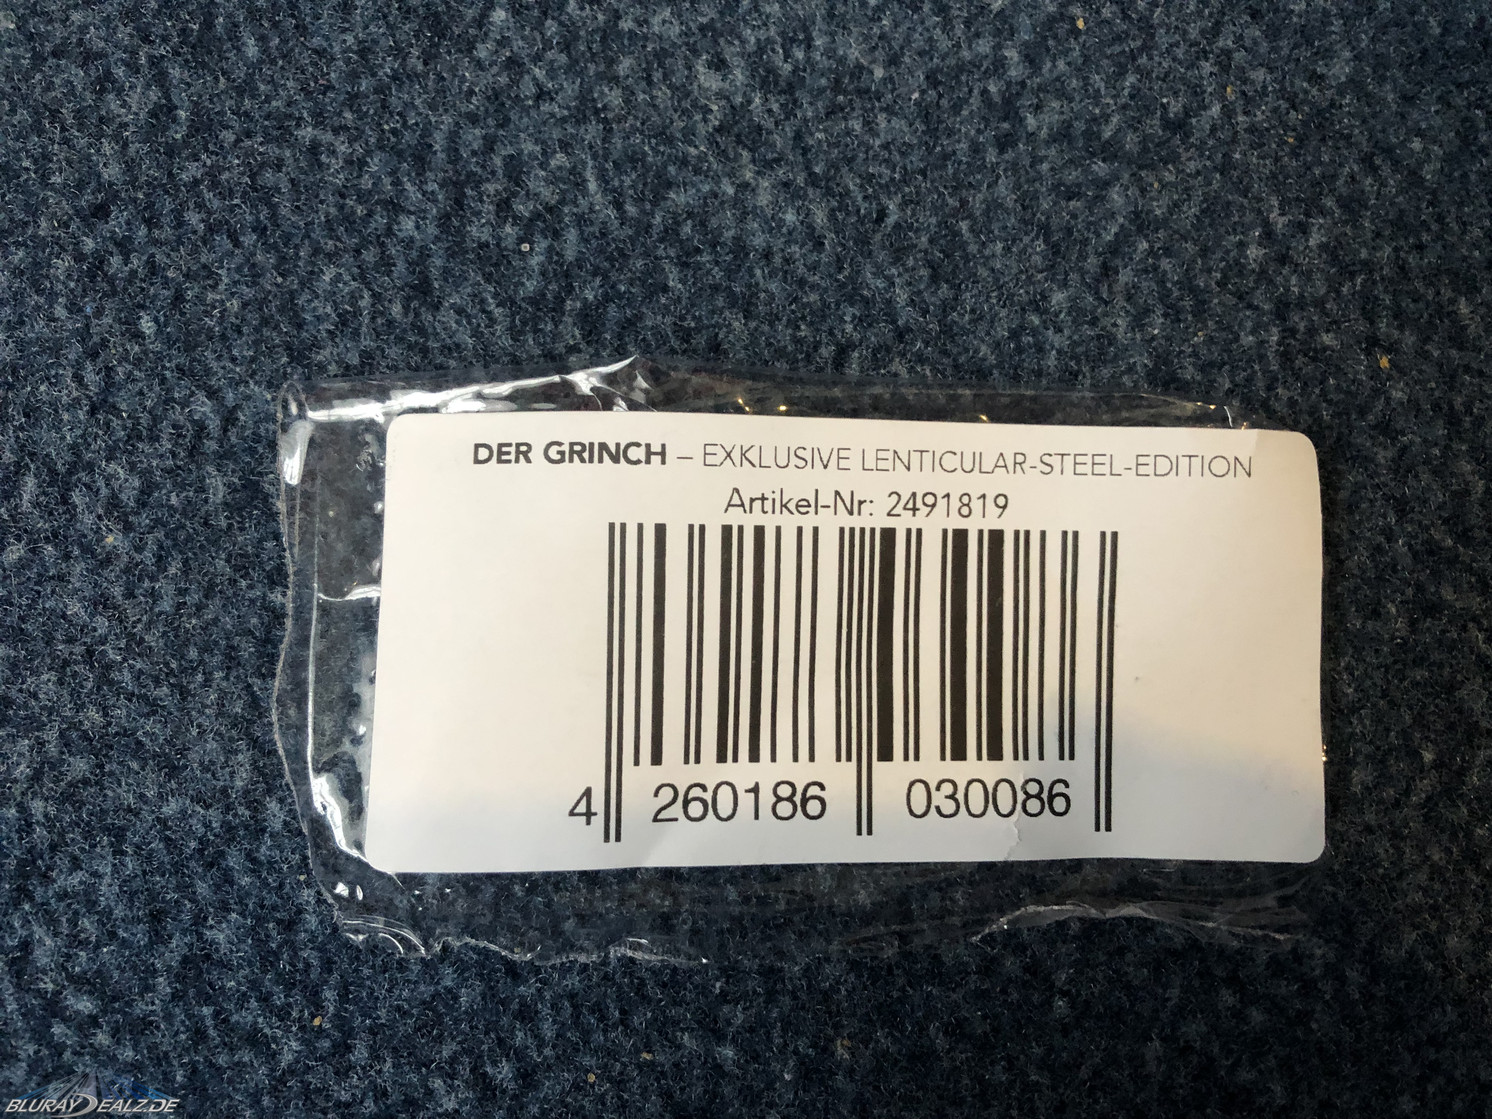 DER GRINCH – EXKLUSIVE LENTICULAR-STEEL-EDITION
Artikel-Nr: 2491819
4 260186 030086
BLURAYDEALZ.DE